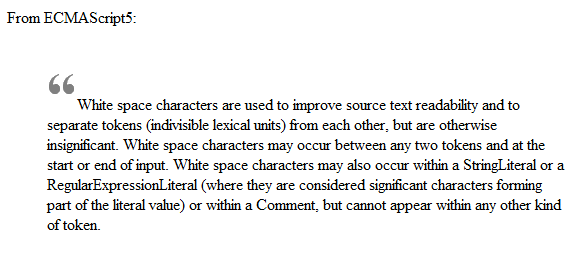 From ECMAScript5:
“
White space characters are used to improve source text readability and to
separate tokens (indivisible lexical units) from each other, but are otherwise
insignificant. White space characters may occur between any two tokens and at the
start or end of input. White space characters may also occur within a StringLiteral or a
RegularExpressionLiteral (where they are considered significant characters forming
part of the literal value) or within a Comment, but cannot appear within any other kind
of token.